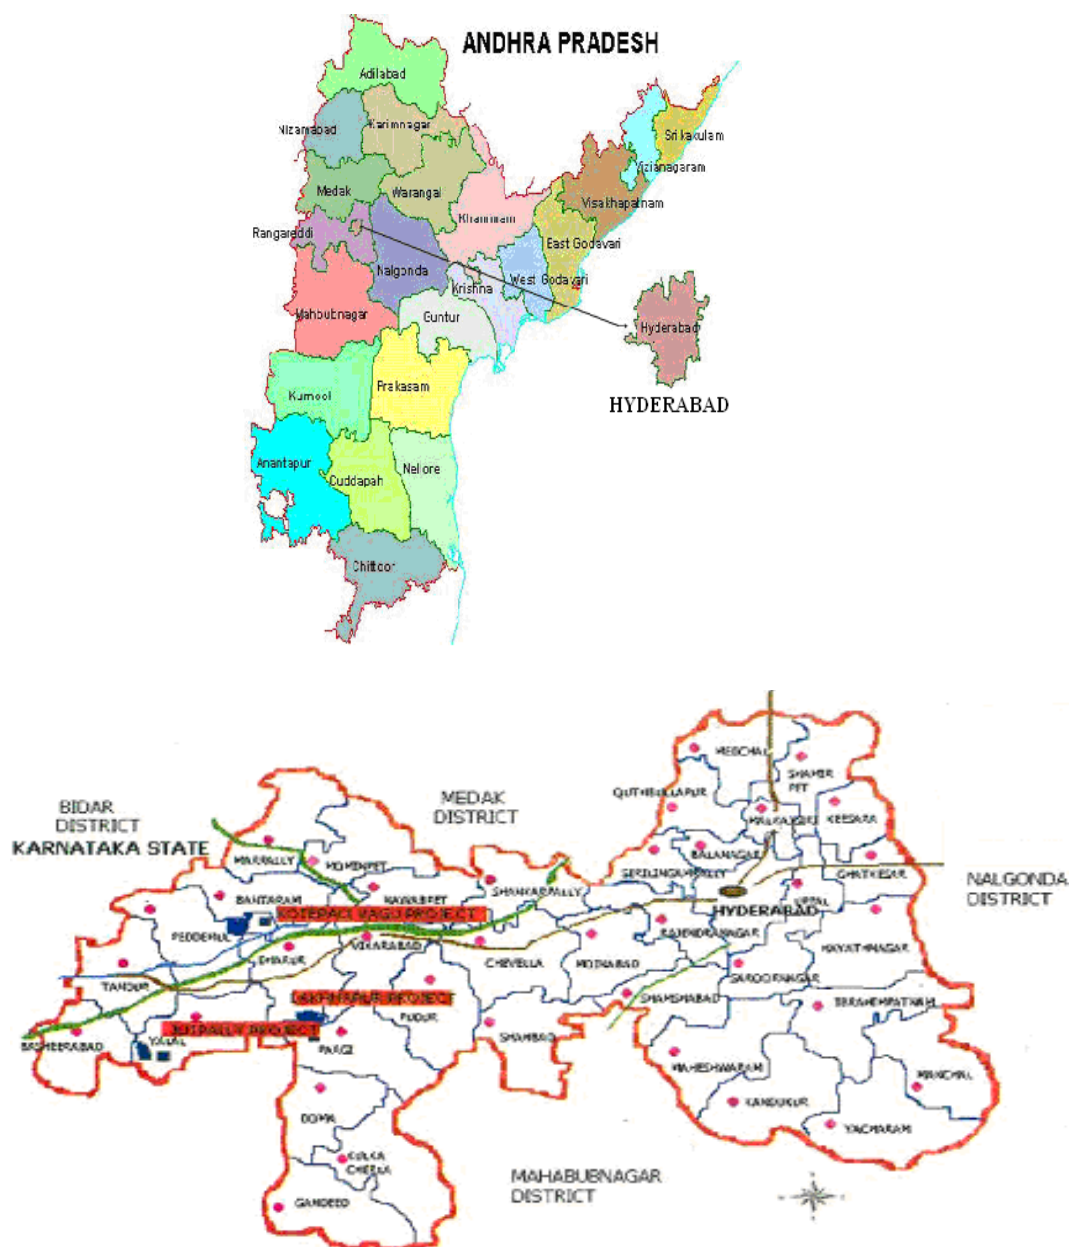 ANDHRA PRADESH
Adilabad
Nizamabad
Karimnagar
Srikakulam
Vizianagaram
Medak
Warangal
Visakhapatnam
Khammam
Rangareddi
East Godavari
Nalgonda
Krishna
West Godavari
Mahbubnagar
Guntur
Hyderabad
Kurnool
Prakasam
HYDERABAD
Anantapur
Cuddapah
Nellore
Chittoor
MEDCHAL
SHAMIR
PET
QUTHBULLAPUR
BIDAR
DISTRICT
KARNATAKA STATE
MEDAK
DISTRICT
MALKAJGIRI
KEESARA
MARPALLY
MOMINPET
BALANAGAR
SERILINGAMPALLY
GHATKESAR
NALGONDA
DISTRICT
BANTARAM
NAWABPET
SHANKARPALLY
UPPAL
HYDERABAD
KOTEPALLI VAGU PROJECT
PEDDEMUL
RAJENDRANAGAR
HAYATHNAGAR
DHARUR
VIKARABAD
CHEVELLA
MOINABAD
SAROORNAGAR
TANDUR
LAKHNAPUR PROJECT
PUDUR
SHAMSHABAD
IBRAHIMPATNAM
JUNTPALLY PROJECT
BASHEERABAD
YALAL
PARGI
SHABAD
MAHESHWARAM
MANCHAL
KANDUKUR
YACHARAM
DOMA
KULKA
CHERLA
MAHABUBNAGAR
DISTRICT
GANDEED